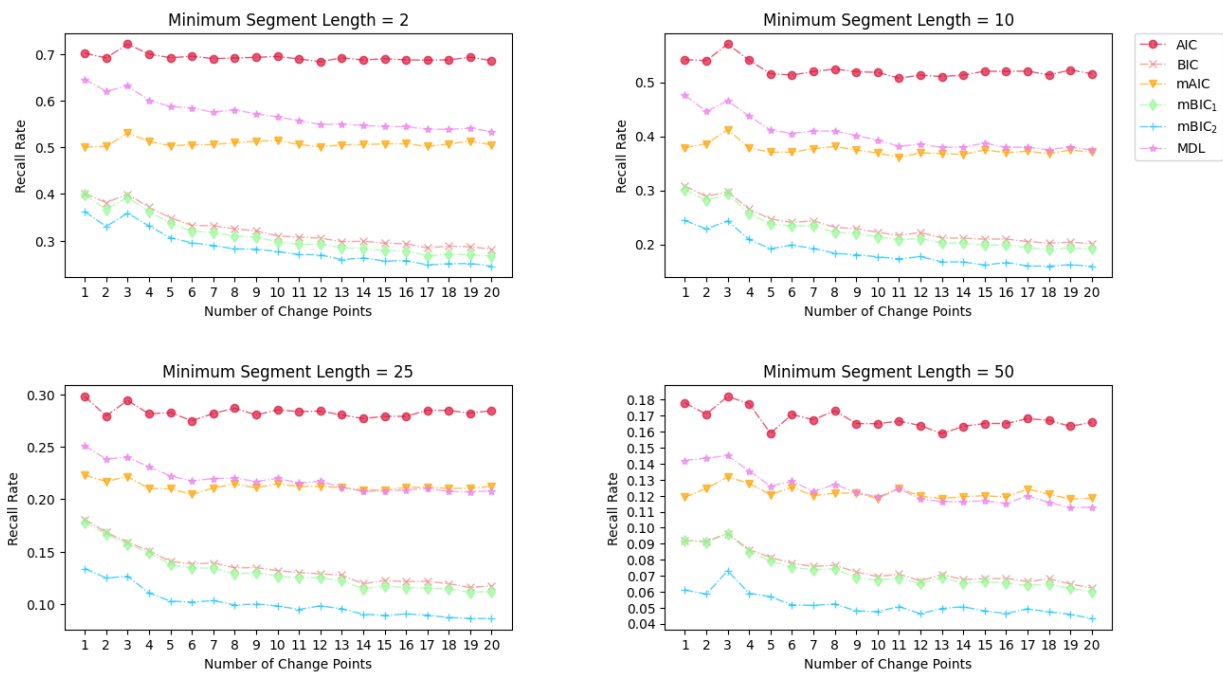 Minimum Segment Length = 2
Recall Rate
0.7
0.6
0.5
0.4
0.3
1 2 3 4 5 6 7 8 9 10 11 12 13 14 15 16 17 18 19 20
Number of Change Points
Minimum Segment Length = 10
Recall Rate
0.5
0.4
0.3
0.2
1 2 3 4 5 6 7 8 9 10 11 12 13 14 15 16 17 18 19 20
Number of Change Points
AIC
BIC
mAIC
mBIC₁
mBIC₂
MDL
Minimum Segment Length = 25
Recall Rate
0.30
0.25
0.20
0.15
0.10
1 2 3 4 5 6 7 8 9 10 11 12 13 14 15 16 17 18 19 20
Number of Change Points
Minimum Segment Length = 50
Recall Rate
0.18
0.17
0.16
0.15
0.14
0.13
0.12
0.11
0.10
0.09
0.08
0.07
0.06
0.05
0.04
1 2 3 4 5 6 7 8 9 10 11 12 13 14 15 16 17 18 19 20
Number of Change Points